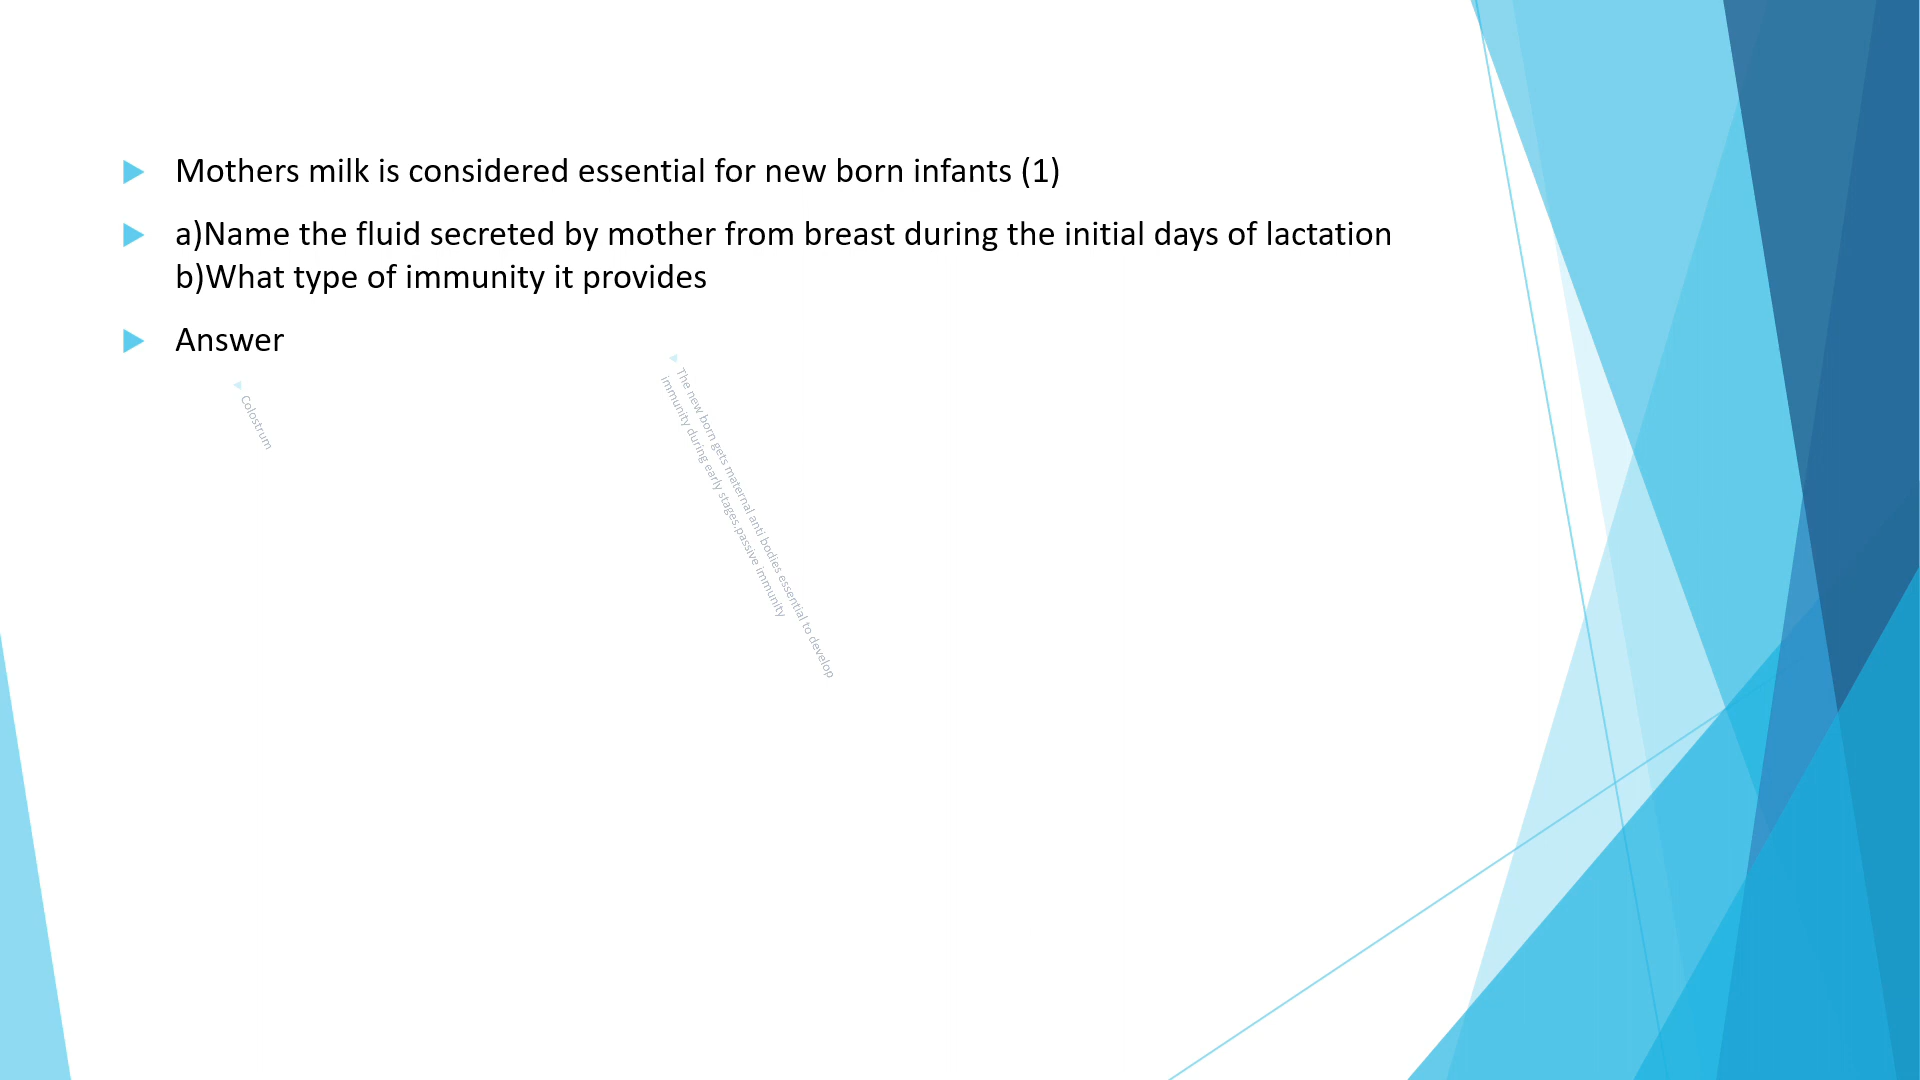 Mothers milk is considered essential for new born infants (1)
a)Name the fluid secreted by mother from breast during the initial days of lactation
b)What type of immunity it provides
Answer
Colostrum
The new born gets maternal anti bodies essential to develop
immunity during early stages.passive immunity